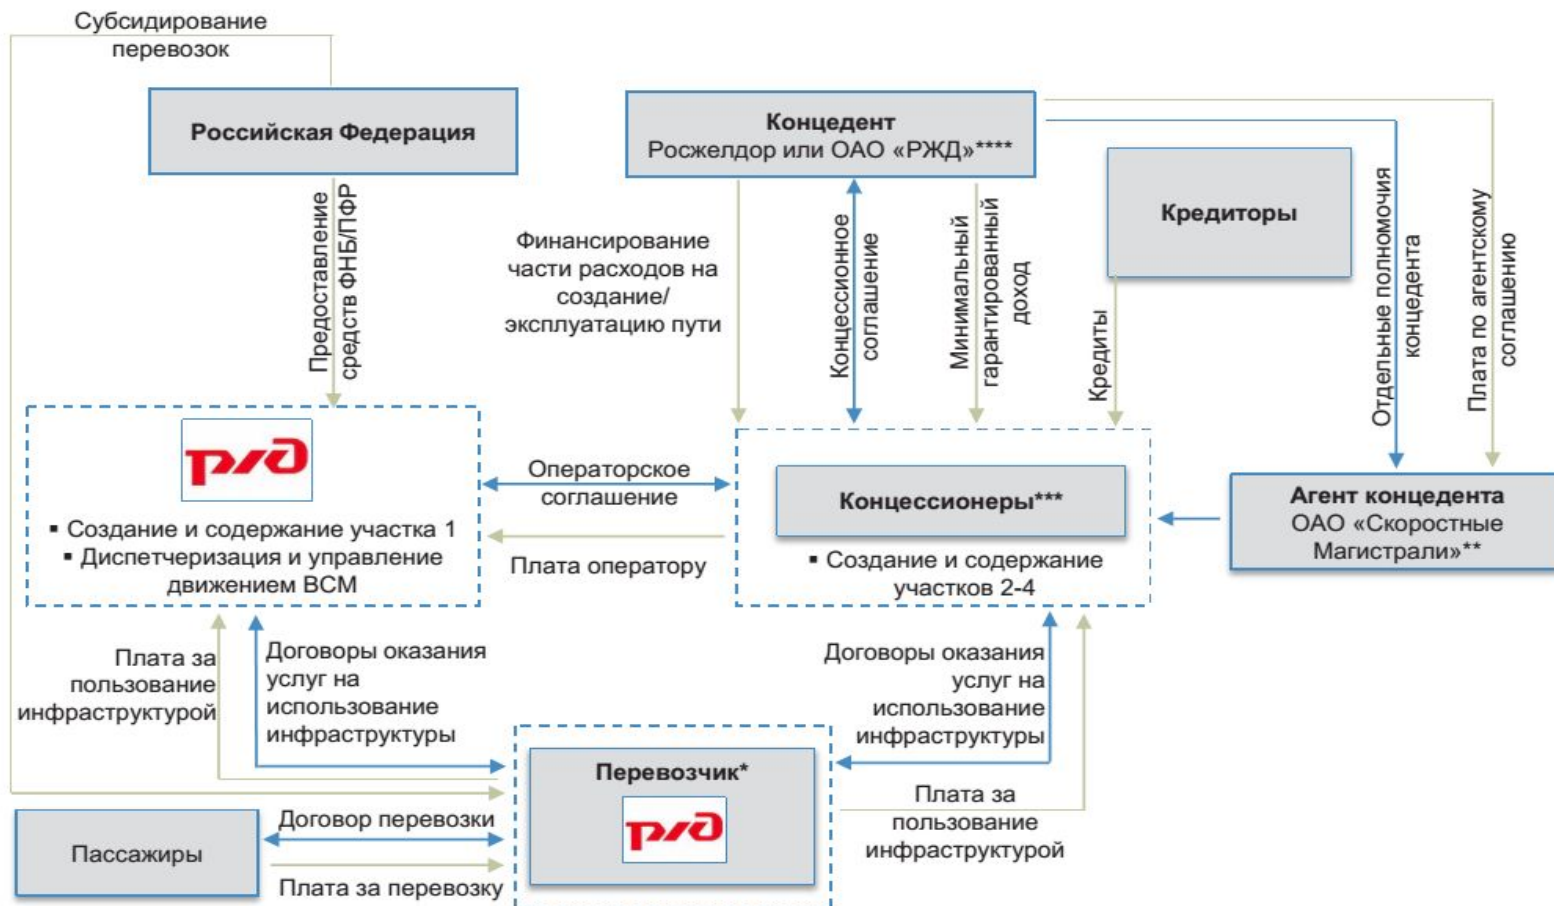 Субсидирование
перевозок
Российская Федерация
Концедент
Росжелдор или ОАО «РЖД»****
Кредиторы
Предоставление
средств ФНБ/ПФР
Финансирование
части расходов на
создание/
эксплуатацию пути
Концессионное
соглашение
Минимальный
гарантированный
доход
Кредиты
Отдельные полномочия
концедента
Плата по агентскому
соглашению
ржд
▪ Создание и содержание участка 1
▪ Диспетчеризация и управление
движением ВСМ
Операторское
соглашение
Плата оператору
Концессионеры***
▪ Создание и содержание
участков 2-4
Агент концедента
ОАО «Скоростные
Магистрали»**
Плата за
пользование
инфраструктурой
Договоры оказания
услуг на
использование
инфраструктуры
Договоры оказания
услуг на
использование
инфраструктуры
Перевозчик*
ржд
Плата за
пользование
инфраструктурой
Пассажиры
Договор перевозки
Плата за перевозку